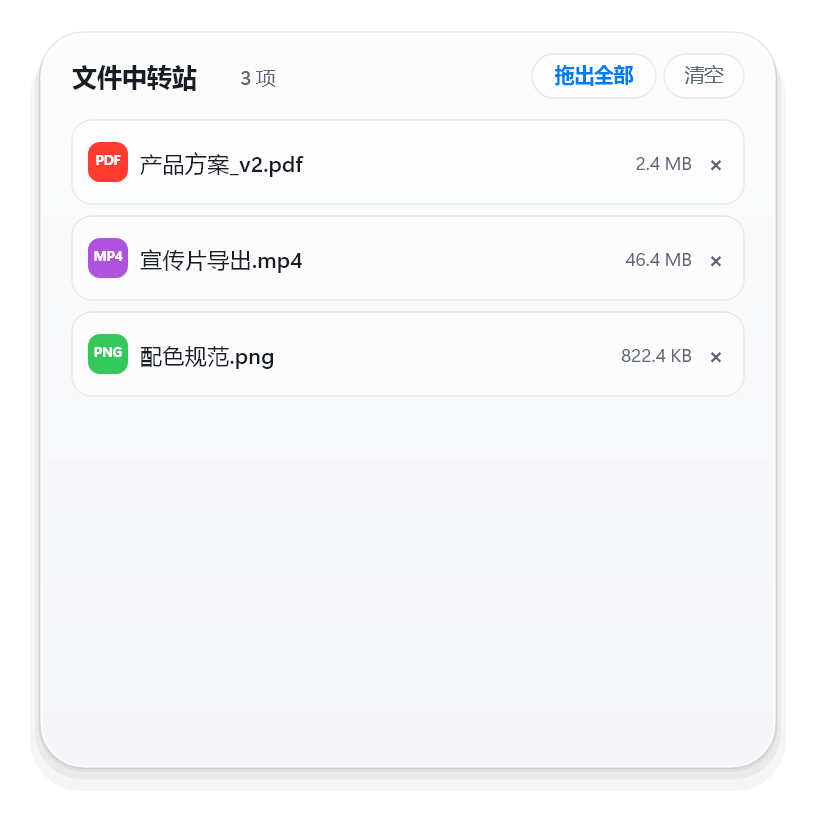 文件中转站 3 项 拖出全部 清空
PDF 产品方案_v2.pdf 2.4 MB ×
MP4 宣传片导出.mp4 46.4 MB ×
PNG 配色规范.png 822.4 KB ×